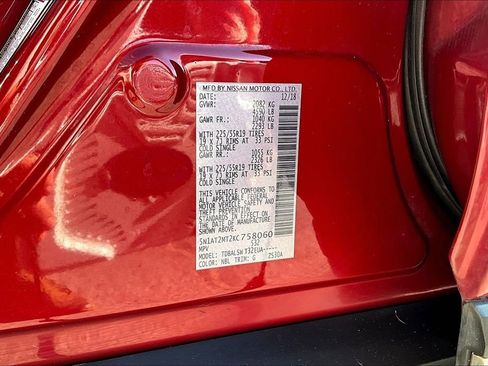 MFD BY NISSAN MOTOR CO., LTD.
DATE: 12/18
GVWR: 2082 KG
4590 LB
GAWR FR.: 1040 KG
2293 LB
WITH 225/55R19 TIRES
19 X 7J RIMS AT 33 PSI
COLD SINGLE
GAWR RR.: 1055 KG
2326 LB
WITH 225/55R19 TIRES
19 X 7J RIMS AT 33 PSI
COLD SINGLE
THIS VEHICLE CONFORMS TO
ALL APPLICABLE FEDERAL
MOTOR VEHICLE SAFETY
AND THEFT PREVENTION
STANDARDS IN EFFECT ON THE
DATE OF MANUFACTURE
SHOWN ABOVE.
5N1AT2MT2KC758060
MPV 532
MODEL:
COLOR: NBL TRIM: G